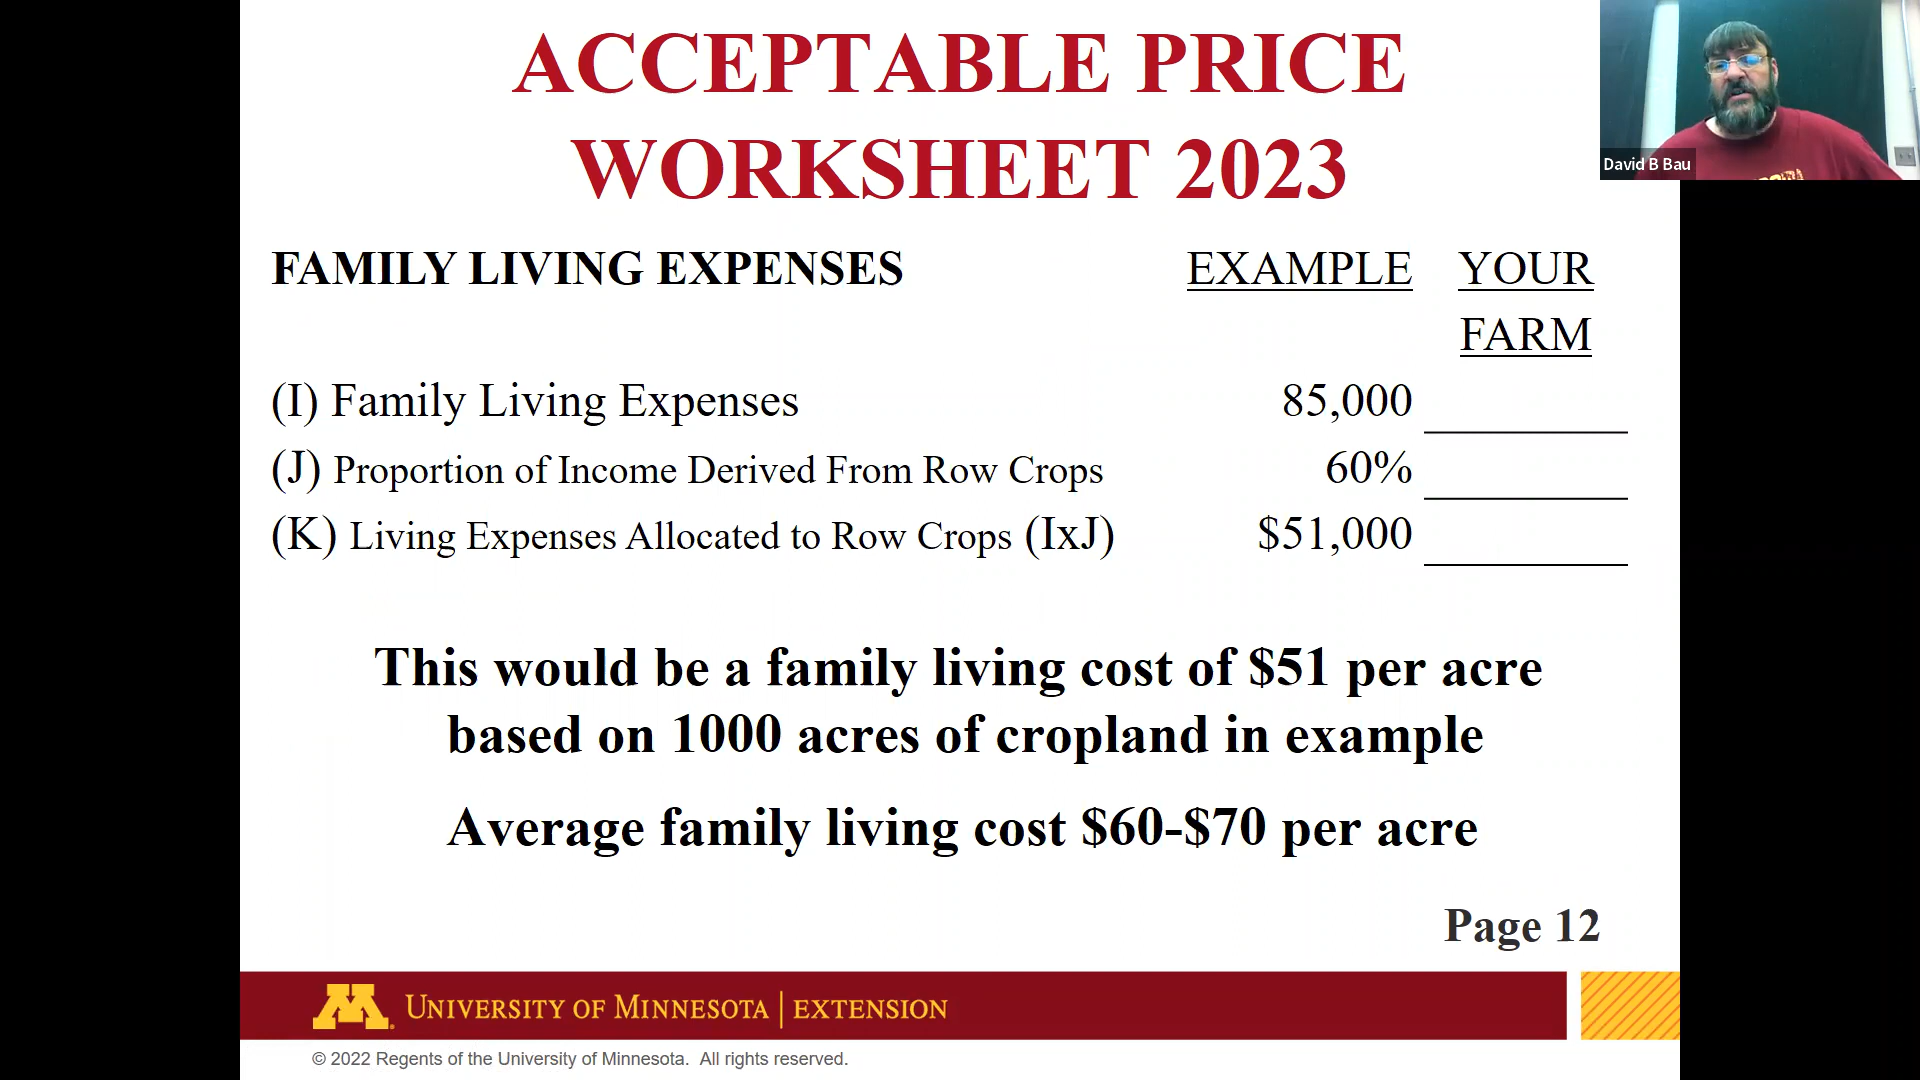 ACCEPTABLE PRICE
WORKSHEET 2023
David B Bau
FAMILY LIVING EXPENSES EXAMPLE YOUR
FARM
(I) Family Living Expenses 85,000
(J) Proportion of Income Derived From Row Crops 60%
(K) Living Expenses Allocated to Row Crops (IxJ) $51,000
This would be a family living cost of $51 per acre
based on 1000 acres of cropland in example
Average family living cost $60-$70 per acre
Page 12
M UNIVERSITY OF MINNESOTA | EXTENSION
© 2022 Regents of the University of Minnesota. All rights reserved.